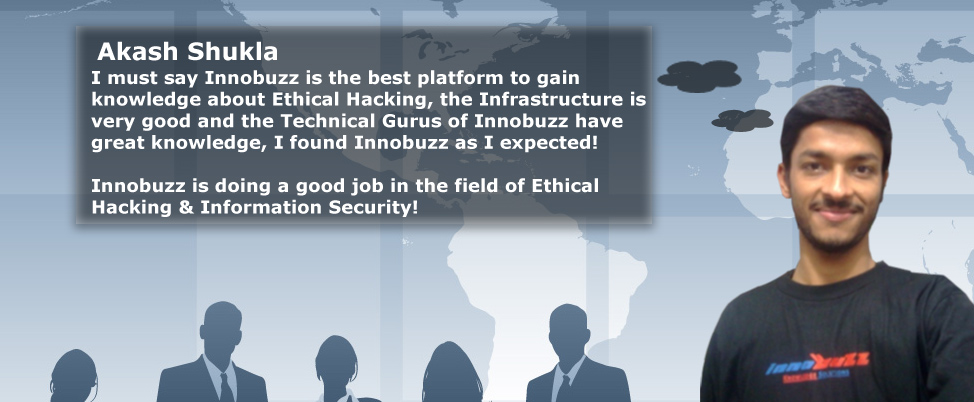 Akash Shukla
I must say Innobuzz is the best platform to gain
knowledge about Ethical Hacking, the Infrastructure is
very good and the Technical Gurus of Innobuzz have
great knowledge, I found Innobuzz as I expected!
Innobuzz is doing a good job in the field of Ethical
Hacking & Information Security!
innobuzz